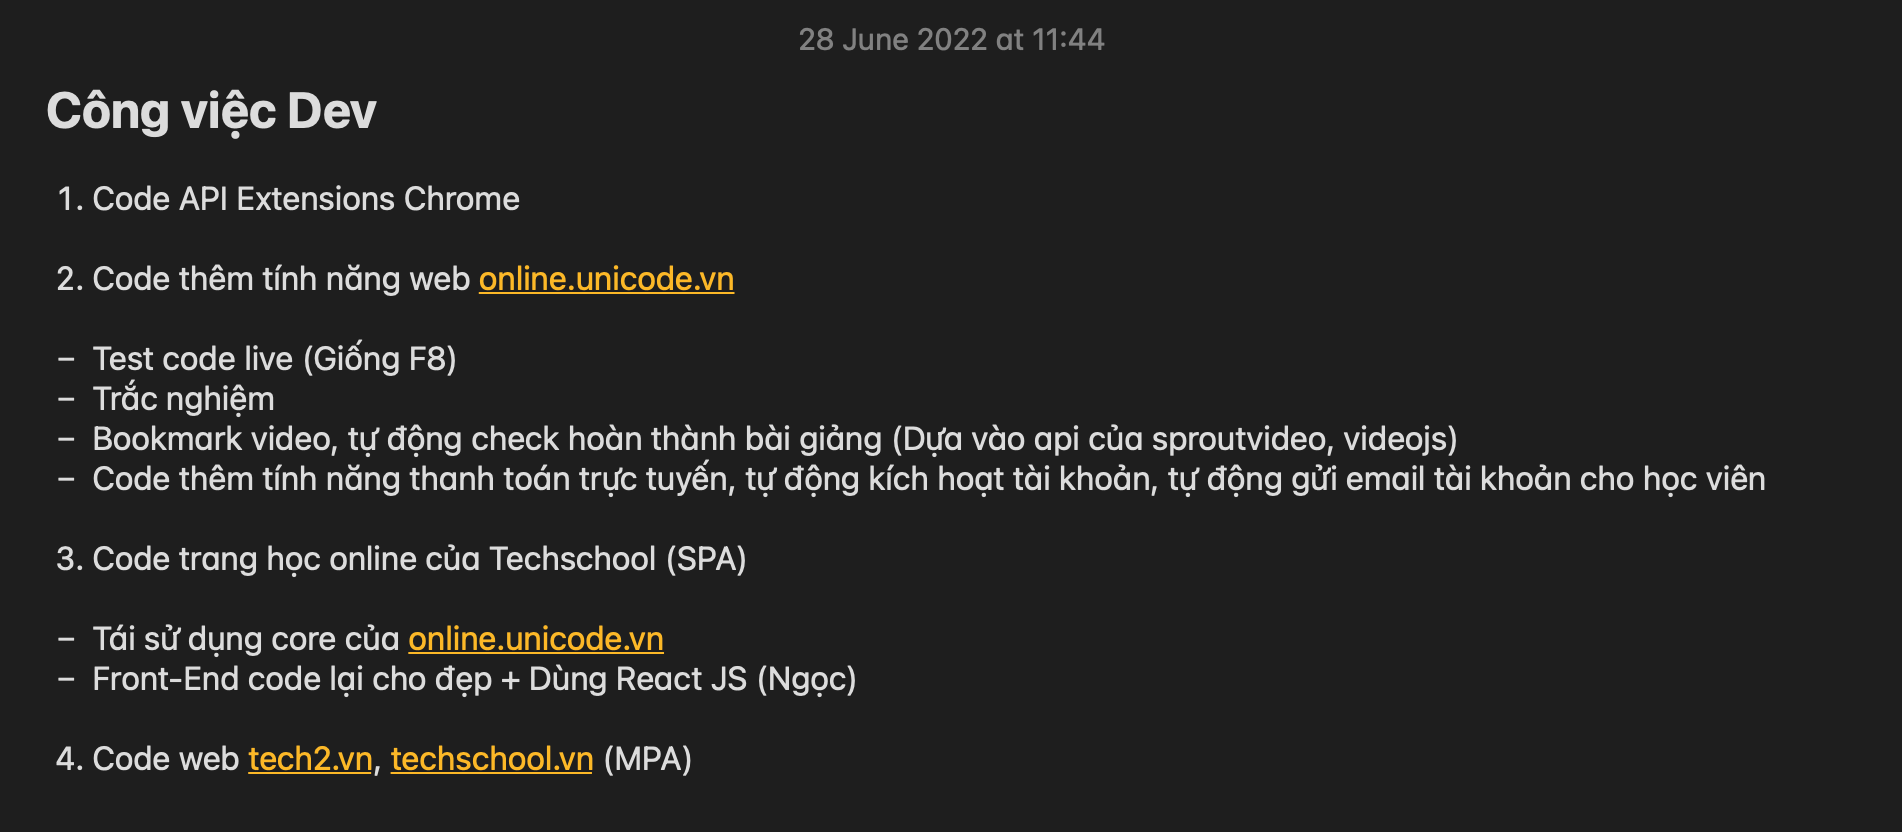 28 June 2022 at 11:44
Công việc Dev
1. Code API Extensions Chrome
2. Code thêm tính năng web online.unicode.vn
– Test code live (Giống F8)
– Trắc nghiệm
– Bookmark video, tự động check hoàn thành bài giảng (Dựa vào api của sproutvideo, videojs)
– Code thêm tính năng thanh toán trực tuyến, tự động kích hoạt tài khoản, tự động gửi email tài khoản cho học viên
3. Code trang học online của Techschool (SPA)
– Tái sử dụng core của online.unicode.vn
– Front-End code lại cho đẹp + Dùng React JS (Ngọc)
4. Code web tech2.vn, techschool.vn (MPA)